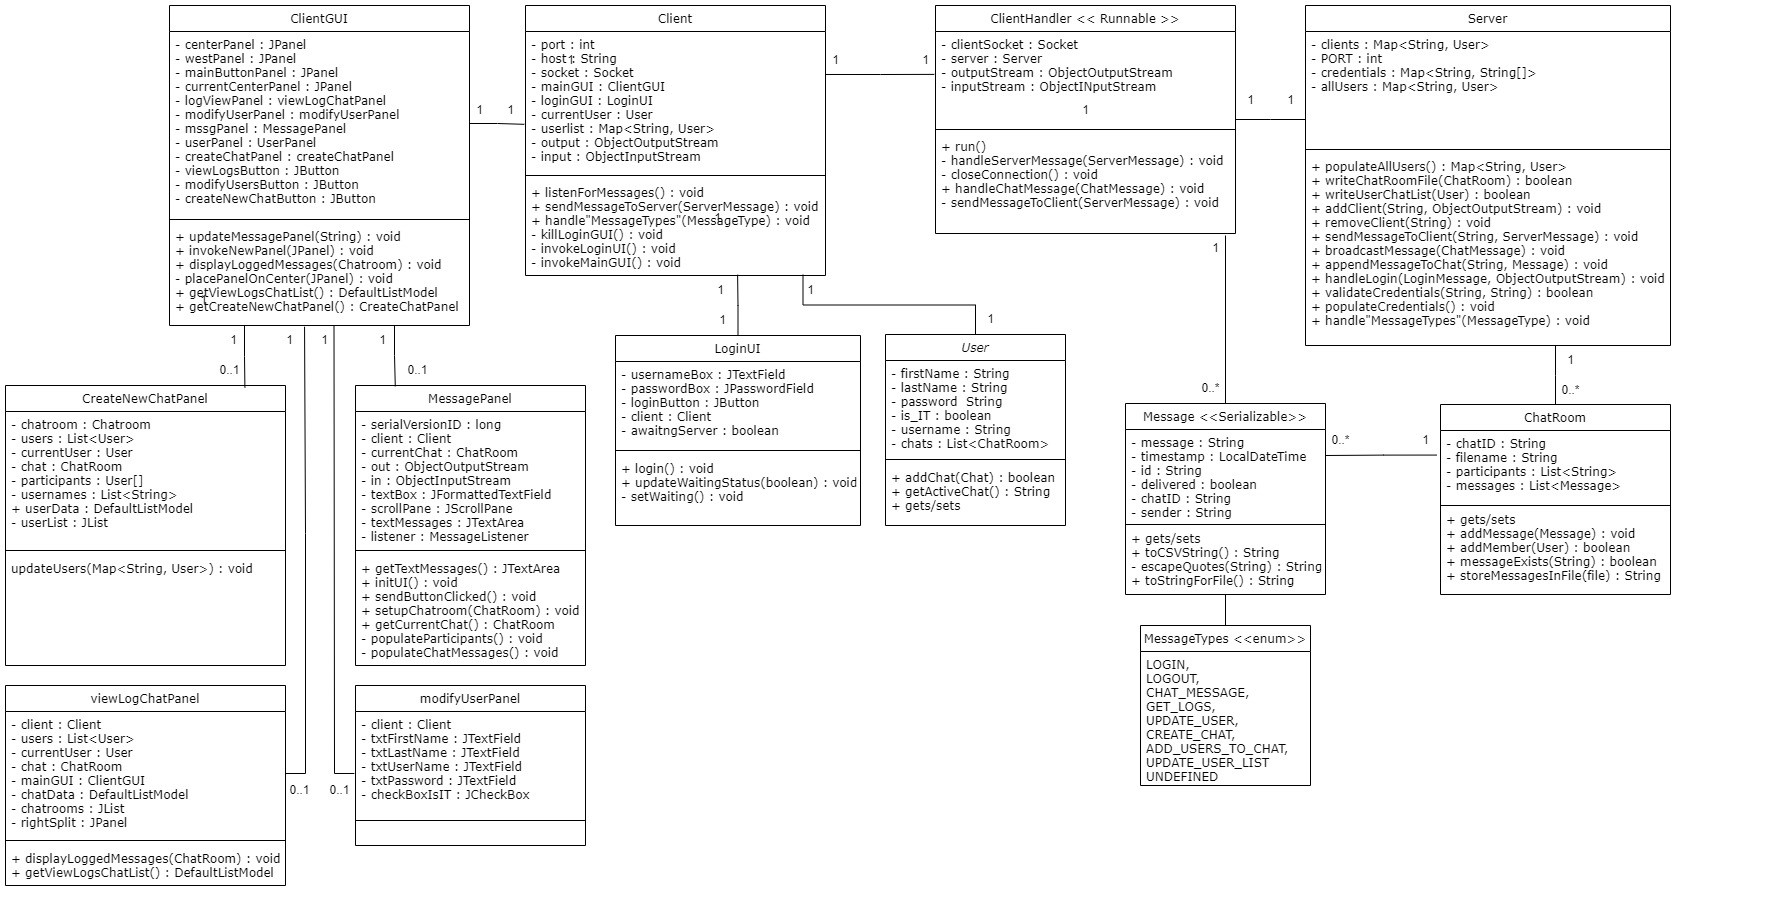 ClientGUI
- centerPanel : JPanel
- westPanel : JPanel
- mainButtonPanel : JPanel
- currentCenterPanel : JPanel
- logViewPanel : viewLogChatPanel
- modifyUserPanel : modifyUserPanel
- mssgPanel : MessagePanel
- userPanel : UserPanel
- createChatPanel : createChatPanel
- viewLogsButton : JButton
- modifyUsersButton : JButton
- createNewChatButton : JButton
+ updateMessagePanel(String) : void
+ invokeNewPanel(JPanel) : void
+ displayLoggedMessages(Chatroom) : void
- placePanelOnCenter(JPanel) : void
+ getViewLogsChatList() : DefaultListModel
+ getCreateNewChatPanel() : CreateChatPanel
1
1
Client
- port : int
- host : String
1
- socket : Socket
- mainGUI : ClientGUI
- loginGUI : LoginUI
- currentUser : User
- userlist : Map<String, User>
- output : ObjectOutputStream
- input : ObjectInputStream
+ listenForMessages() : void
+ sendMessageToServer(ServerMessage) : void
+ handle"MessageTypes"(MessageType) : void
1
- killLoginGUI() : void
- invokeLoginUI() : void
- invokeMainGUI() : void
1
1
ClientHandler << Runnable >>
- clientSocket : Socket
- server : Server
- outputStream : ObjectOutputStream
- inputStream : ObjectINputStream
1
+ run()
- handleServerMessage(ServerMessage) : void
- closeConnection() : void
+ handleChatMessage(ChatMessage) : void
- sendMessageToClient(ServerMessage) : void
1
1
Server
- clients : Map<String, User>
- PORT : int
- credentials : Map<String, String[]>
- allUsers : Map<String, User>
+ populateAllUsers() : Map<String, User>
+ writeChatRoomFile(ChatRoom) : boolean
+ writeUserChatList(User) : boolean
+ addClient(String, ObjectOutputStream) : void
+ removeClient(String) : void
+ sendMessageToClient(String, ServerMessage) : void
+ broadcastMessage(ChatMessage) : void
+ appendMessageToChat(String, Message) : void
+ handleLogin(LoginMessage, ObjectOutputStream) : void
+ validateCredentials(String, String) : boolean
+ populateCredentials() : void
+ handle"MessageTypes"(MessageType) : void
1
1
1
1
0..1
0..1
1
1
1
1
1
0..*
1
0..*
CreateNewChatPanel
- chatroom : Chatroom
- users : List<User>
- currentUser : User
- chat : ChatRoom
- participants : User[]
- usernames : List<String>
+ userData : DefaultListModel
- userList : JList
updateUsers(Map<String, User>) : void
MessagePanel
- serialVersionID : long
- client : Client
- currentChat : ChatRoom
- out : ObjectOutputStream
- in : ObjectInputStream
- textBox : JFormattedTextField
- scrollPane : JScrollPane
- textMessages : JTextArea
- listener : MessageListener
+ getTextMessages() : JTextArea
+ initUI() : void
+ sendButtonClicked() : void
+ setupChatroom(ChatRoom) : void
+ getCurrentChat() : ChatRoom
- populateParticipants() : void
- populateChatMessages() : void
LoginUI
- usernameBox : JTextField
- passwordBox : JPasswordField
- loginButton : JButton
- client : Client
- awaitngServer : boolean
+ login() : void
+ updateWaitingStatus(boolean) : void
- setWaiting() : void
User
- firstName : String
- lastName : String
- password  String
- is_IT : boolean
- username : String
- chats : List<ChatRoom>
+ addChat(Chat) : boolean
+ getActiveChat() : String
+ gets/sets
Message <<Serializable>>
- message : String
- timestamp : LocalDateTime
- id : String
- delivered : boolean
- chatID : String
- sender : String
+ gets/sets
+ toCSVString() : String
- escapeQuotes(String) : String
+ toStringForFile() : String
0..*
1
ChatRoom
- chatID : String
- filename : String
- participants : List<String>
- messages : List<Message>
+ gets/sets
+ addMessage(Message) : void
+ addMember(User) : boolean
+ messageExists(String) : boolean
+ storeMessagesInFile(file) : String
MessageTypes <<enum>>
LOGIN,
LOGOUT,
CHAT_MESSAGE,
GET_LOGS,
UPDATE_USER,
CREATE_CHAT,
ADD_USERS_TO_CHAT,
UPDATE_USER_LIST
UNDEFINED
viewLogChatPanel
- client : Client
- users : List<User>
- currentUser : User
- chat : ChatRoom
- mainGUI : ClientGUI
- chatData : DefaultListModel
- chatrooms : JList
- rightSplit : JPanel
+ displayLoggedMessages(ChatRoom) : void
+ getViewLogsChatList() : DefaultListModel
0..1
0..1
modifyUserPanel
- client : Client
- txtFirstName : JTextField
- txtLastName : JTextField
- txtUserName : JTextField
- txtPassword : JTextField
- checkBoxIsIT : JCheckBox